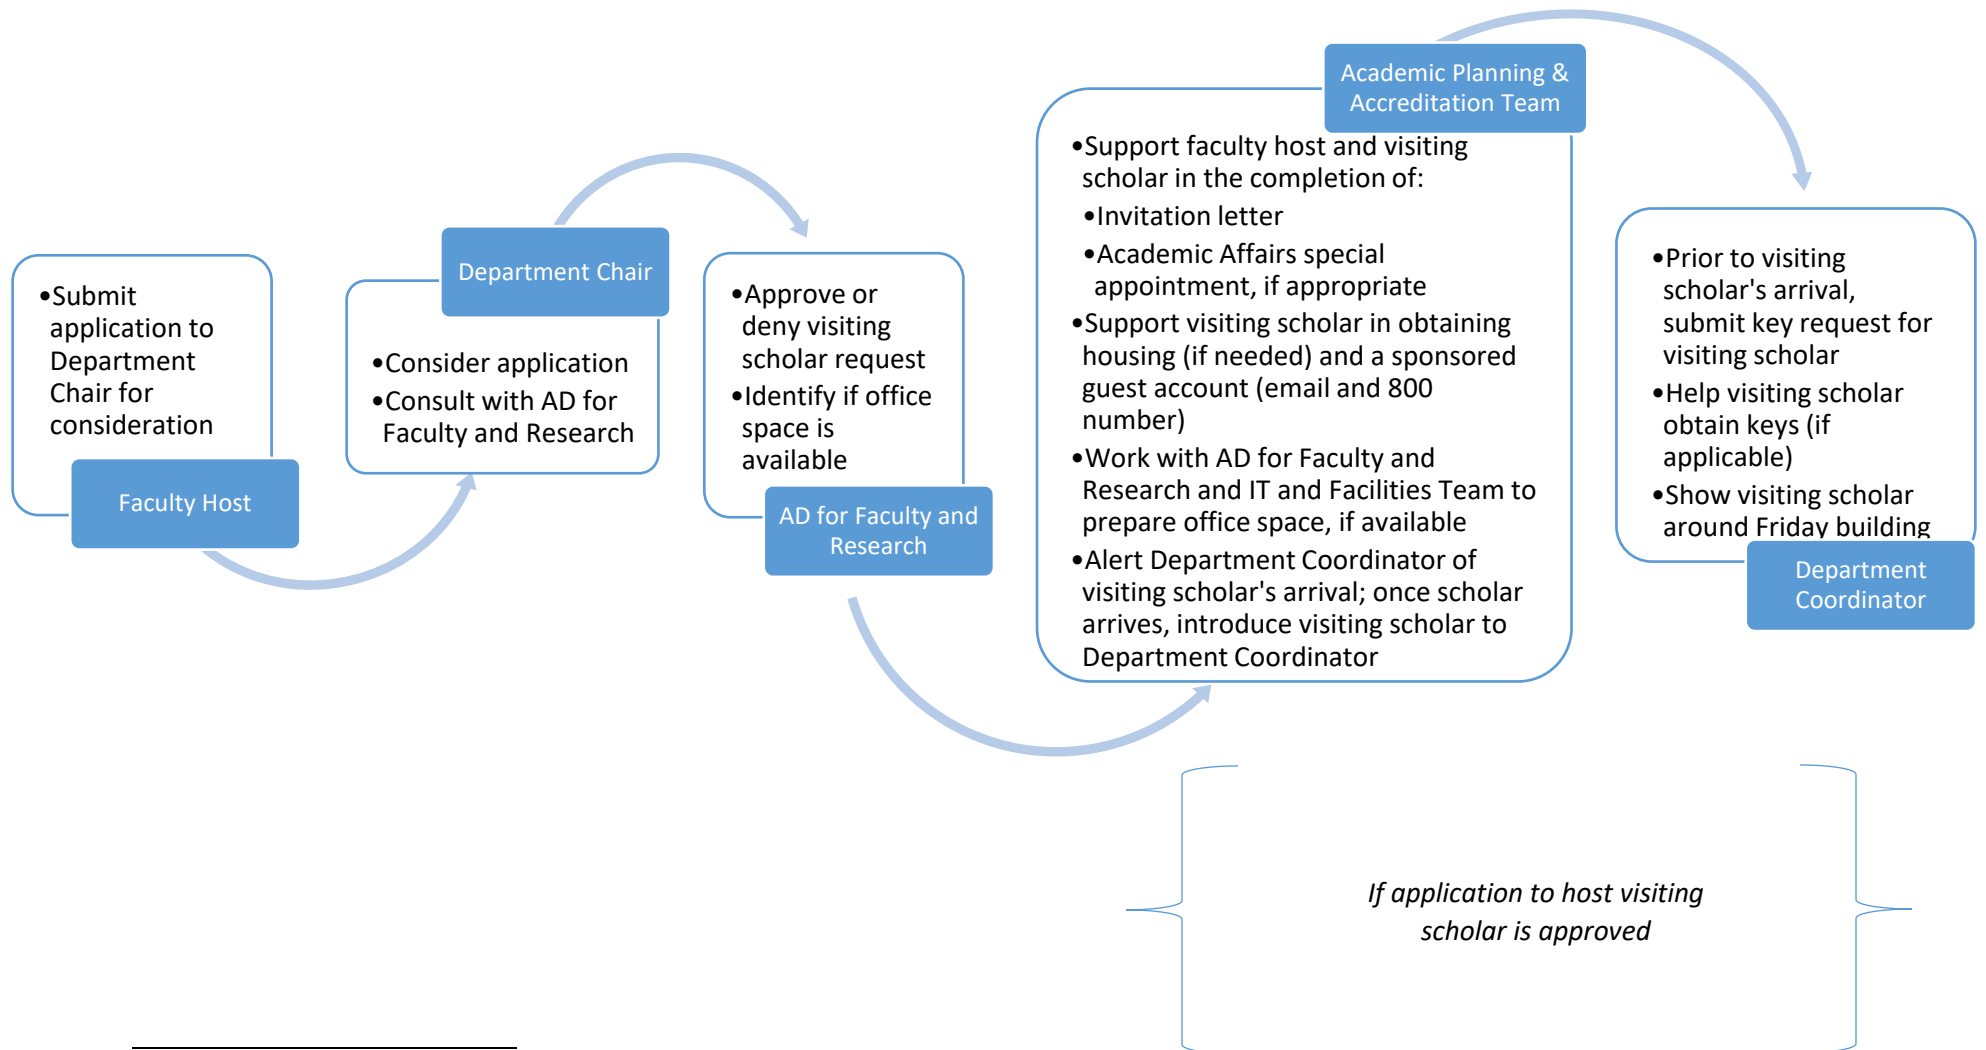 •Submit
application to
Department
Chair for
consideration
Faculty Host
Department Chair
•Consider application
•Consult with AD for
Faculty and Research
•Approve or
deny visiting
scholar request
•Identify if office
space is
available
AD for Faculty and
Research
Academic Planning &
Accreditation Team
•Support faculty host and visiting
scholar in the completion of:
•Invitation letter
•Academic Affairs special
appointment, if appropriate
•Support visiting scholar in obtaining
housing (if needed) and a sponsored
guest account (email and 800
number)
•Work with AD for Faculty and
Research and IT and Facilities Team to
prepare office space, if available
•Alert Department Coordinator of
visiting scholar's arrival; once scholar
arrives, introduce visiting scholar to
Department Coordinator
•Prior to visiting
scholar's arrival,
submit key request for
visiting scholar
•Help visiting scholar
obtain keys (if
applicable)
•Show visiting scholar
around Friday building
Department
Coordinator
If application to host visiting
scholar is approved